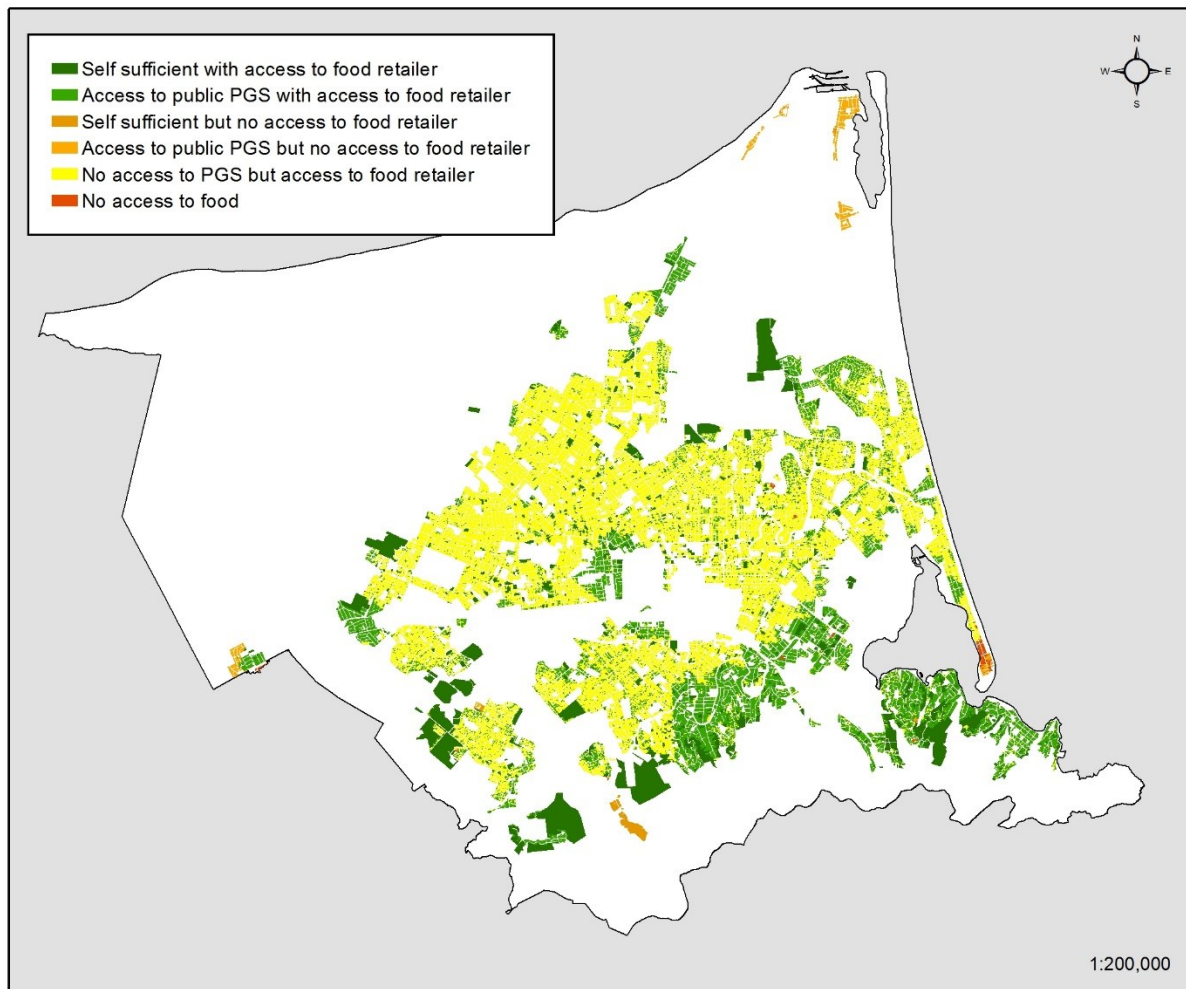 Self sufficient with access to food retailer
Access to public PGS with access to food retailer
Self sufficient but no access to food retailer
Access to public PGS but no access to food retailer
No access to PGS but access to food retailer
No access to food
N
W E
S
1:200,000